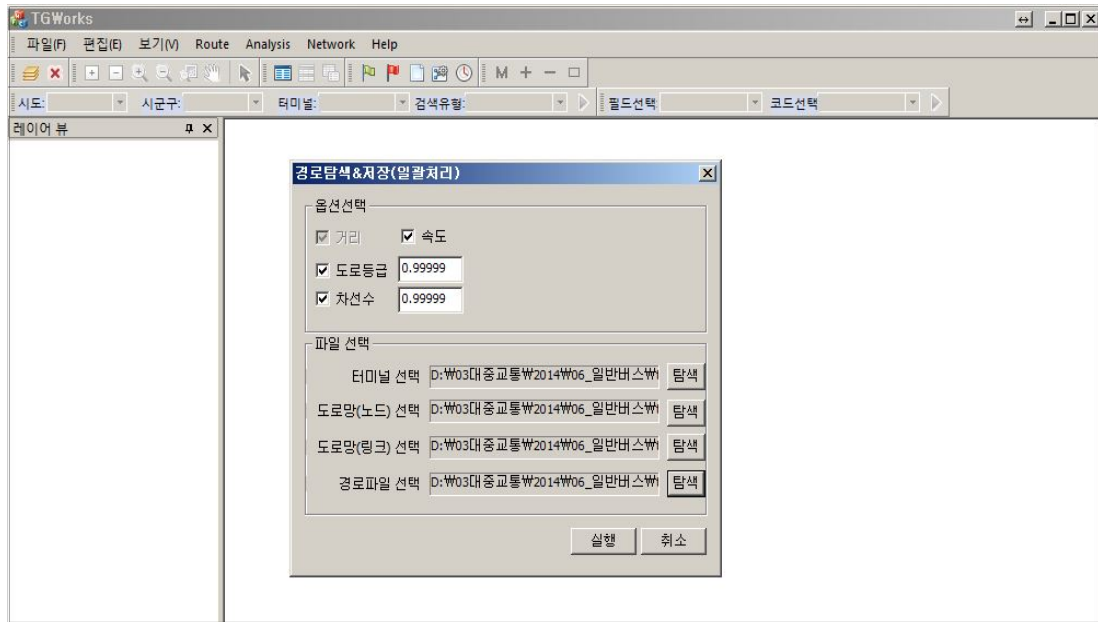 TGWorks
파일(F) 편집(E) 보기(V) Route Analysis Network Help
M
시도: 시군구: 터미널: 검색유형: 필드선택 코드선택
레이어 뷰
경로탐색&저장(일괄처리)
옵션선택
거리 속도
도로등급 0.99999
차선수 0.99999
파일 선택
터미널 선택 D:₩03대중교통₩2014₩06_일반버스₩ 탐색
도로망(노드) 선택 D:₩03대중교통₩2014₩06_일반버스₩ 탐색
도로망(링크) 선택 D:₩03대중교통₩2014₩06_일반버스₩ 탐색
경로파일 선택 D:₩03대중교통₩2014₩06_일반버스₩ 탐색
실행 취소